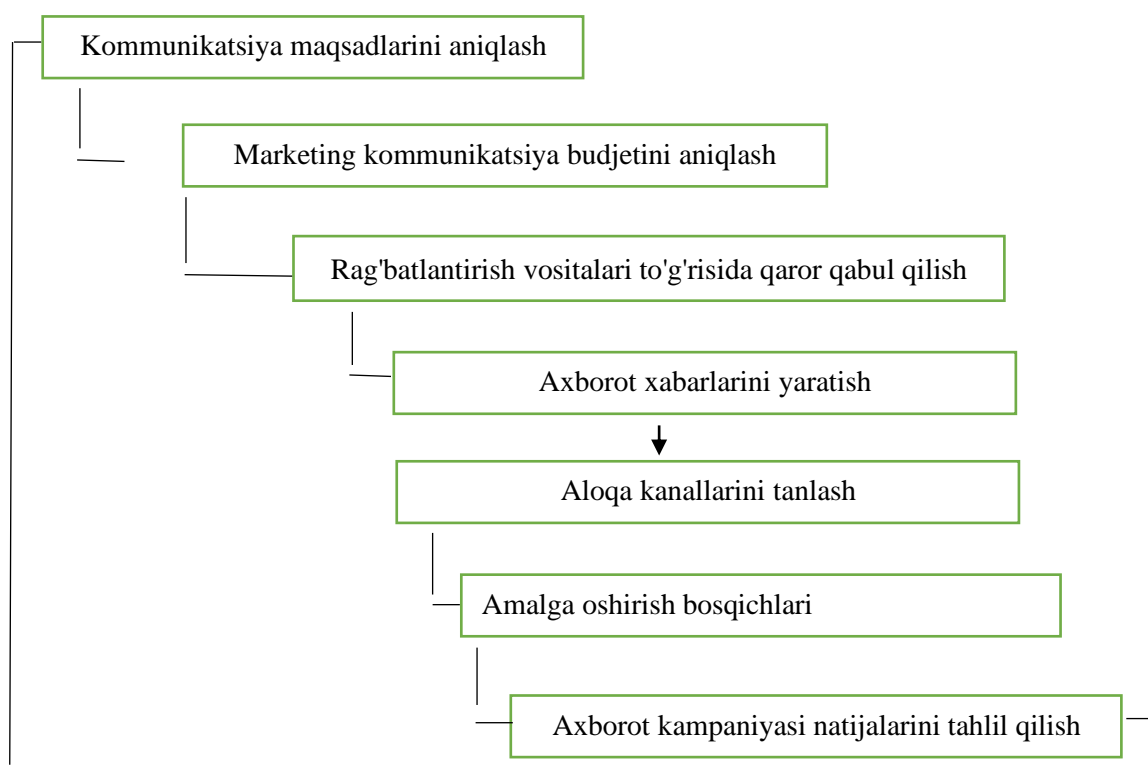 Kommunikatsiya maqsadlarini aniqlash
Marketing kommunikatsiya budjetini aniqlash
Rag'batlantirish vositalari to'g'risida qaror qabul qilish
Axborot xabarlarini yaratish
Aloqa kanallarini tanlash
Amalga oshirish bosqichlari
Axborot kampaniyasi natijalarini tahlil qilish